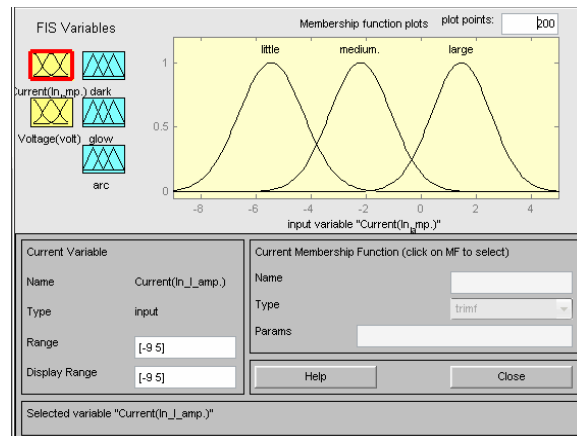 FIS Variables
Membership function plots
plot points:
200
little
medium.
large
1
0.5
0
-8
-6
-4
-2
0
2
4
input variable "Current(ln_I_amp.)"
Current(ln_I_mp.)
dark
Voltage(volt)
glow
arc
Current Variable
Name
Current(ln_I_amp.)
Type
input
Range
[-9 5]
Display Range
[-9 5]
Current Membership Function (click on MF to select)
Name
Type
trimf
Params
Help
Close
Selected variable "Current(ln_I_amp.)"